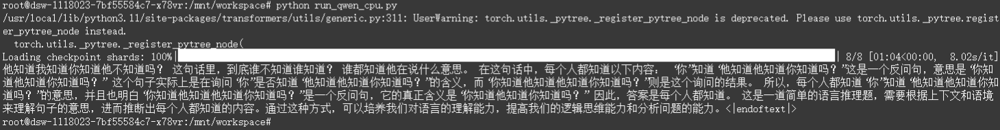 root@dsw-1118023-7bf55584c7-x78vr:/mnt/workspace# python run_qwen_cpu.py
/usr/local/lib/python3.11/site-packages/transformers/utils/generic.py:311: UserWarning: torch.utils._pytree._register_pytree_node is deprecated. Please use torch.utils._pytree.regist
er_pytree_node instead.
  torch.utils._pytree._register_pytree_node(
Loading checkpoint shards: 100%|| 8/8 [01:04<00:00,  8.02s/it]
他知道我知道你知道他不知道吗？ 这句话里，到底谁不知道谁知道？ 谁都知道他在说什么意思。 在这句话中，每个人都知道以下内容： “你”知道“他知道他知道你知道吗？”这是一个反问句，意思是“你知
道他知道你知道你知道吗？” 这个句子实际上是在询问“你”是否知道“他知道他知道你知道吗？”的含义，而“你知道他知道他知道你知道吗？”则是这个询问的结果。 所以，每个人都知道“你”知道“他知道他知道你知
道吗？”的意思，并且也明白“你知道他知道他知道你知道吗？”是一个反问句，它的真正含义是“你知道他知道你知道你知道吗？” 因此，答案是每个人都知道。 这是一道简单的语言推理题，需要根据上下文和语境
来理解句子的意思，进而推断出每个人都知道的内容。通过这种方式，可以培养我们对语言的理解能力，提高我们的逻辑思维能力和分析问题的能力。<|endoftext|>
root@dsw-1118023-7bf55584c7-x78vr:/mnt/workspace#